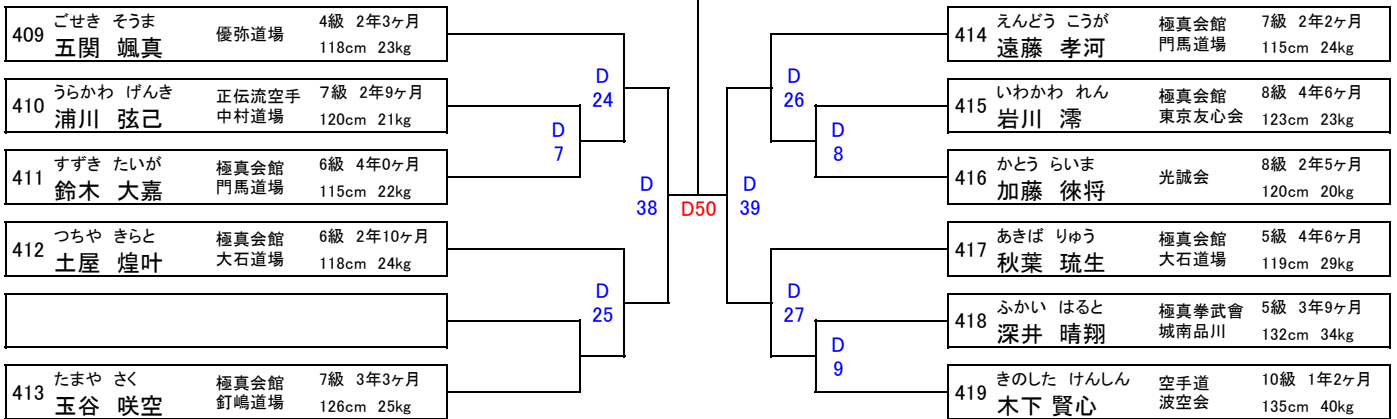 409 ごせき そうま 優弥道場 4級 2年3ヶ月
五関 颯真 118cm 23kg
410 うらかわ げんき 正伝流空手 7級 2年9ヶ月
浦川 弦己 中村道場 120cm 21kg
411 すずき たいが 極真会館 6級 4年0ヶ月
鈴木 大嘉 門馬道場 115cm 22kg
412 つちや きらと 極真会館 6級 2年10ヶ月
土屋 煌叶 大石道場 118cm 24kg
413 たまや さく 極真会館 7級 3年3ヶ月
玉谷 咲空 釘嶋道場 126cm 25kg
D
24
D
7
D
38
D
25
D50
D
39
D
26
D
8
D
27
D
9
414 えんどう こうが 極真会館 7級 2年2ヶ月
遠藤 孝河 門馬道場 115cm 24kg
415 いわかわ れん 極真会館 8級 4年6ヶ月
岩川 澪 東京友心会 123cm 23kg
416 かとう らいま 光誠会 8級 2年5ヶ月
加藤 徠将 120cm 20kg
417 あきば りゅう 極真会館 5級 4年6ヶ月
秋葉 琉生 大石道場 119cm 29kg
418 ふかい はると 極真拳武會 5級 3年9ヶ月
深井 晴翔 城南品川 132cm 34kg
419 きのした けんしん 空手道 10級 1年2ヶ月
木下 賢心 波空会 135cm 40kg